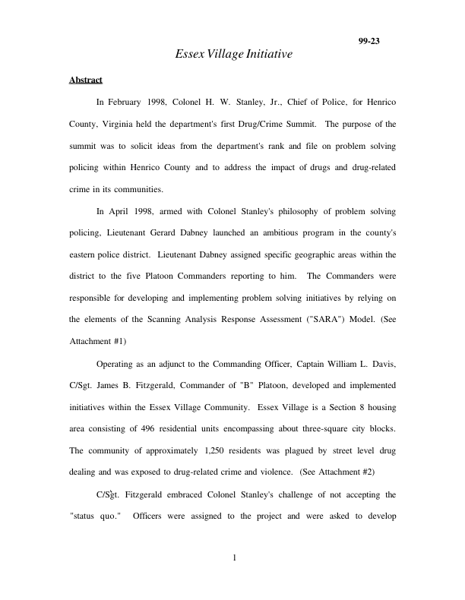 99-23
Essex Village Initiative
Abstract
In February 1998, Colonel H. W. Stanley, Jr., Chief of Police, for Henrico
County, Virginia held the department's first Drug/Crime Summit. The purpose of the
summit was to solicit ideas from the department's rank and file on problem solving
policing within Henrico County and to address the impact of drugs and drug-related
crime in its communities.
In April 1998, armed with Colonel Stanley's philosophy of problem solving
policing, Lieutenant Gerard Dabney launched an ambitious program in the county's
eastern police district. Lieutenant Dabney assigned specific geographic areas within the
district to the five Platoon Commanders reporting to him. The Commanders were
responsible for developing and implementing problem solving initiatives by relying on
the elements of the Scanning Analysis Response Assessment ("SARA") Model. (See
Attachment #1)
Operating as an adjunct to the Commanding Officer, Captain William L. Davis,
C/Sgt. James B. Fitzgerald, Commander of "B" Platoon, developed and implemented
initiatives within the Essex Village Community. Essex Village is a Section 8 housing
area consisting of 496 residential units encompassing about three-square city blocks.
The community of approximately 1,250 residents was plagued by street level drug
dealing and was exposed to drug-related crime and violence. (See Attachment #2)
C/Sgt. Fitzgerald embraced Colonel Stanley's challenge of not accepting the
"status quo." Officers were assigned to the project and were asked to develop
1